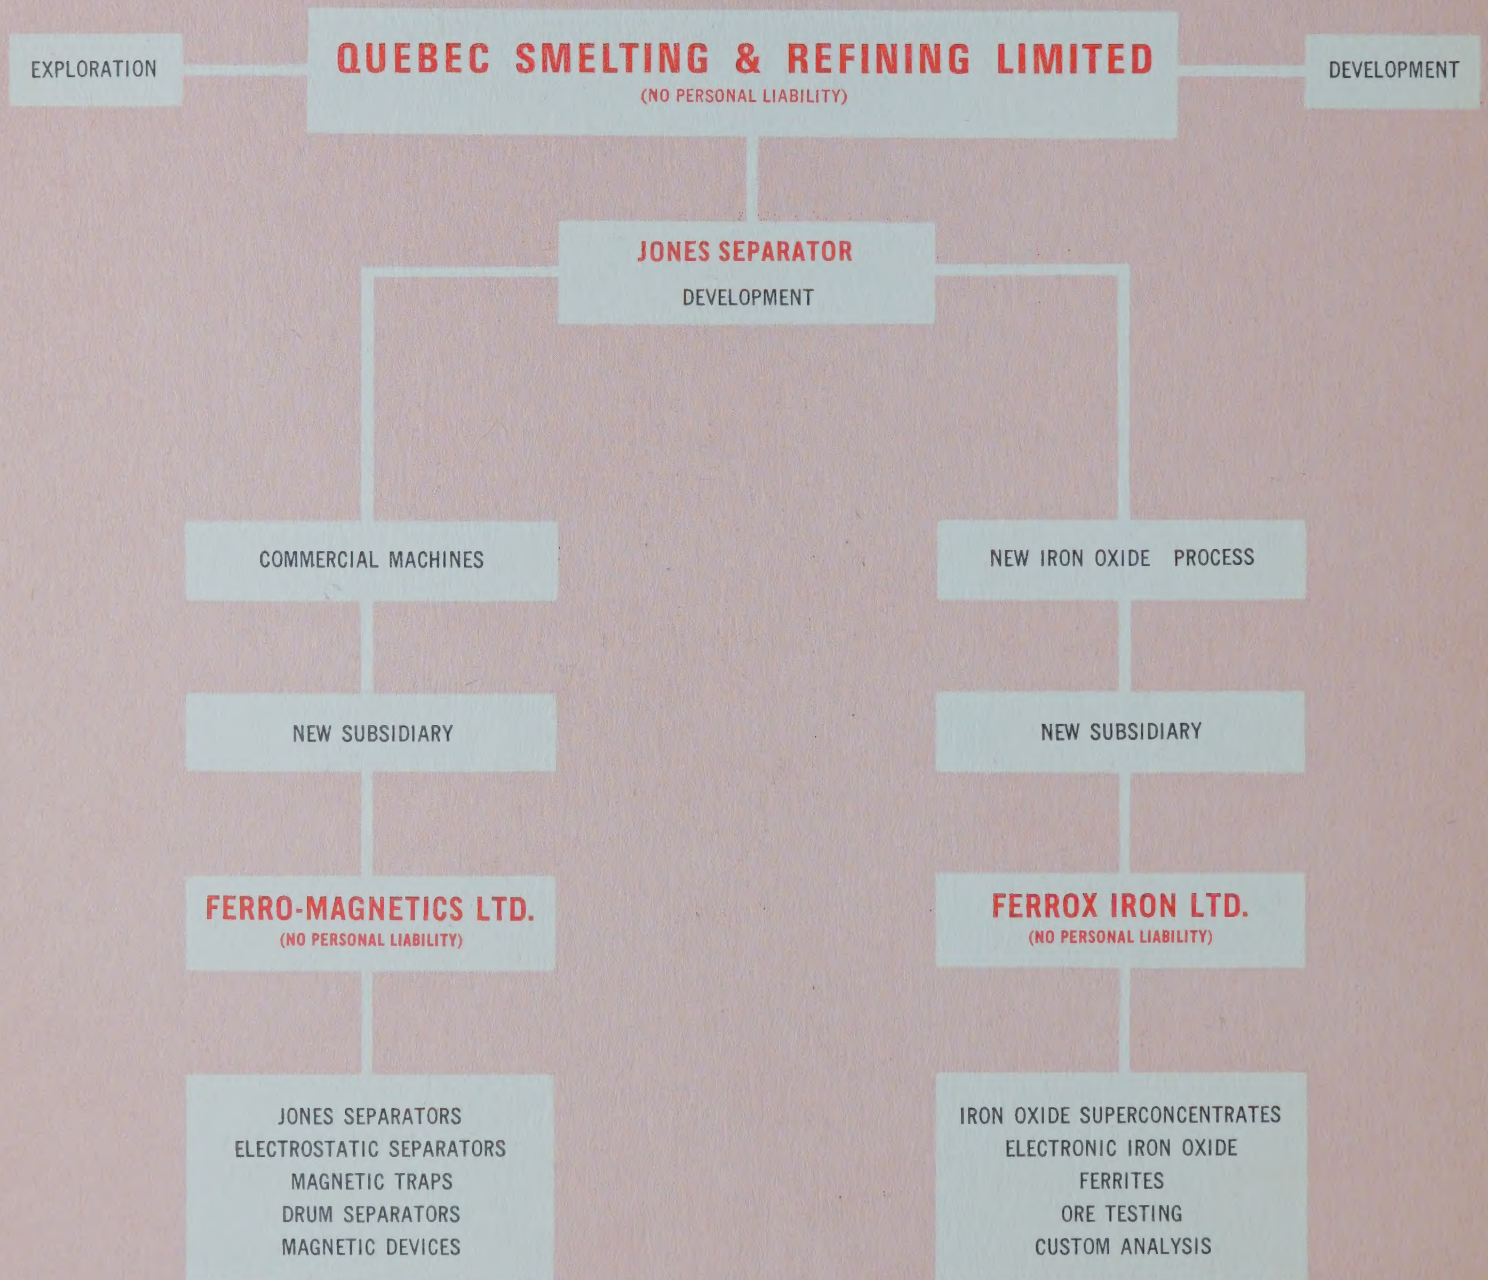 EXPLORATION
QUEBEC SMELTING & REFINING LIMITED
(NO PERSONAL LIABILITY)
DEVELOPMENT
JONES SEPARATOR
DEVELOPMENT
COMMERCIAL MACHINES
NEW SUBSIDIARY
FERRO-MAGNETICS LTD.
(NO PERSONAL LIABILITY)
JONES SEPARATORS
ELECTROSTATIC SEPARATORS
MAGNETIC TRAPS
DRUM SEPARATORS
MAGNETIC DEVICES
NEW IRON OXIDE PROCESS
NEW SUBSIDIARY
FERROX IRON LTD.
(NO PERSONAL LIABILITY)
IRON OXIDE SUPERCONCENTRATES
ELECTRONIC IRON OXIDE
FERRITES
ORE TESTING
CUSTOM ANALYSIS